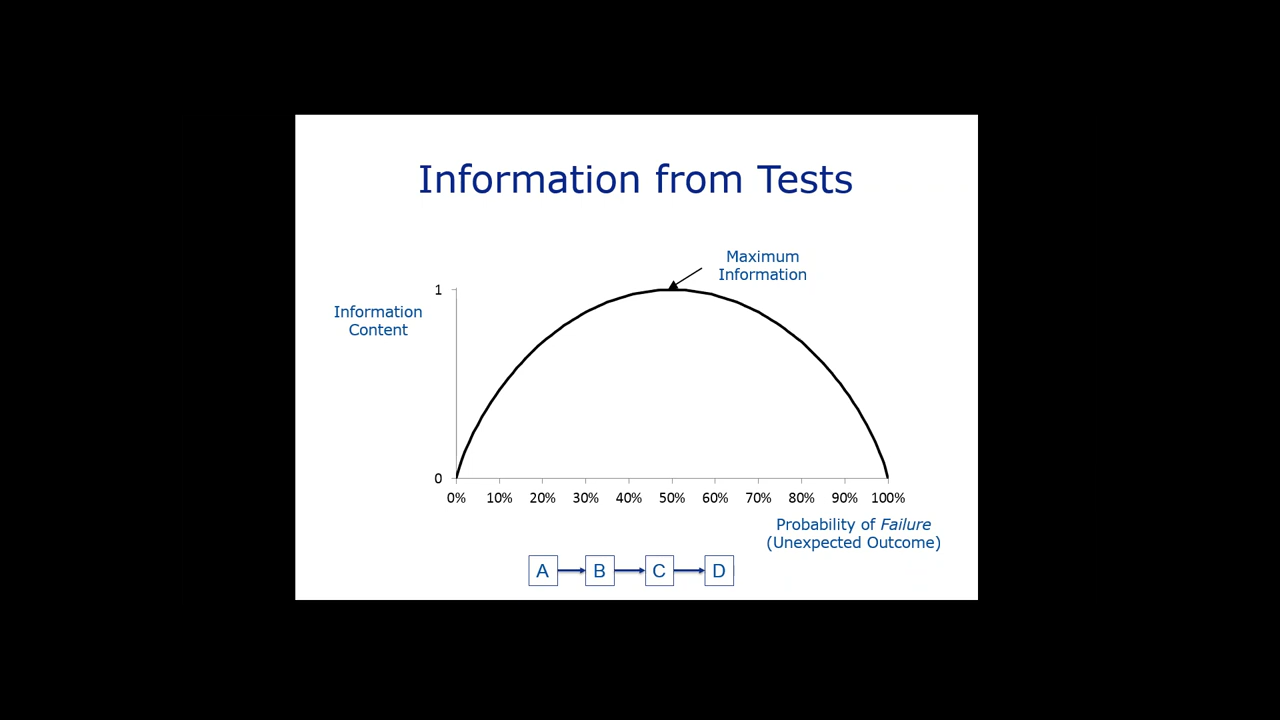 Information from Tests
Maximum
Information
1
Information
Content
0
0% 10% 20% 30% 40% 50% 60% 70% 80% 90% 100%
Probability of Failure
(Unexpected Outcome)
A B C D